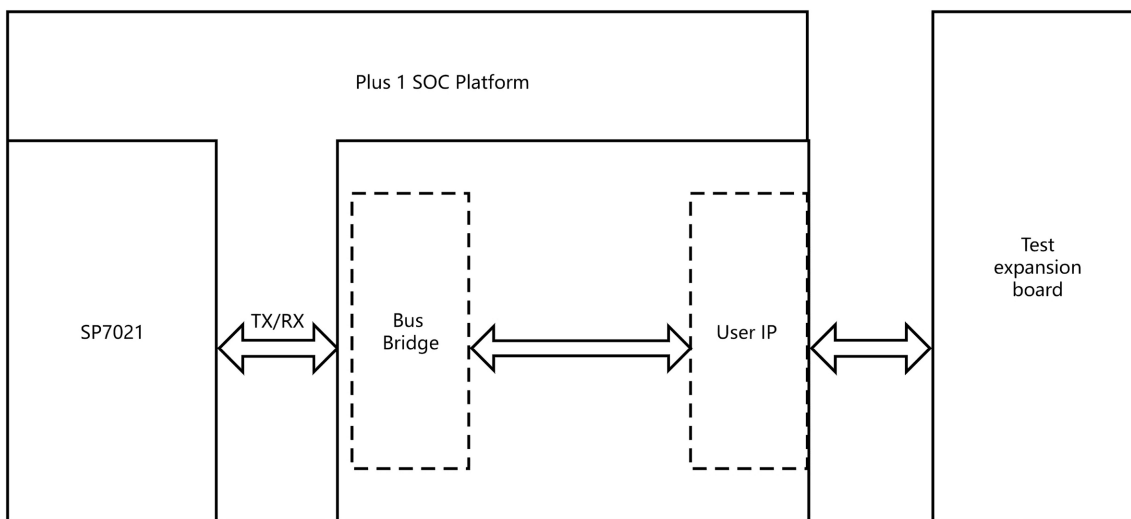 Plus 1 SOC Platform
Test
expansion
board
SP7021
TX/RX
Bus
Bridge
User IP